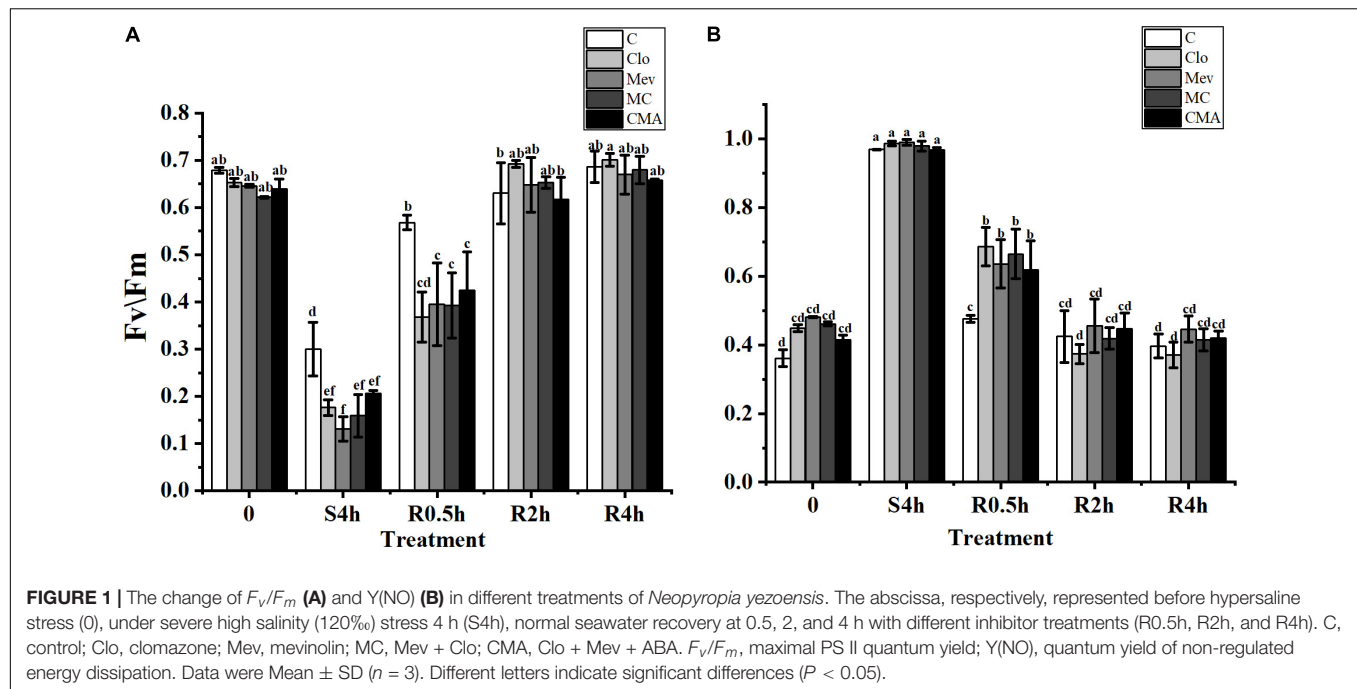 A
C
Clo
Mev
MC
CMA
0.8
0.7
0.6
0.5
0.4
0.3
0.2
0.1
0.0
Fv\Fm
ab
ab
ab
ab
ab
d
ef
f
ef
ef
b
cd
c
c
c
b
ab
ab
ab
b
ab
a
ab
ab
ab
0 S4h R0.5h R2h R4h
Treatment
B
C
Clo
Mev
MC
CMA
1.0
0.8
0.6
0.4
0.2
0.0
d
cd
cd
cd
cd
a
a
a
a
a
c
b
b
b
b
cd
cd
cd
cd
cd
d
d
cd
cd
cd
0 S4h R0.5h R2h R4h
Treatment
FIGURE 1 | The change of Fv/Fm (A) and Y(NO) (B) in different treatments of Neopyropia yezoensis. The abscissa, respectively, represented before hypersaline
stress (0), under severe high salinity (120‰) stress 4 h (S4h), normal seawater recovery at 0.5, 2, and 4 h with different inhibitor treatments (R0.5h, R2h, and R4h). C,
control; Clo, clomazone; Mev, mevinolin; MC, Mev + Clo; CMA, Clo + Mev + ABA. Fv/Fm, maximal PS II quantum yield; Y(NO), quantum yield of non-regulated
energy dissipation. Data were Mean ± SD (n = 3). Different letters indicate significant differences (P < 0.05).